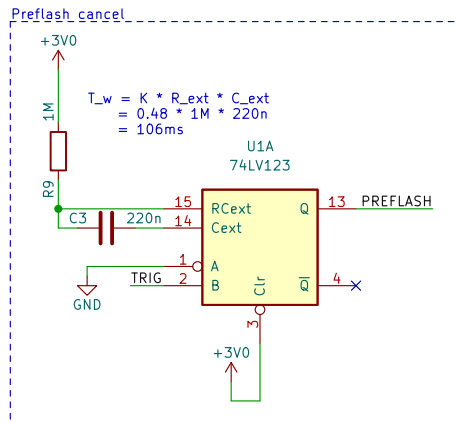 Preflash cancel
+3V0
T_w = K * R_ext * C_ext
= 0.48 * 1M * 220n
= 106ms
1M
R9
U1A
74LV123
15 RCext Q 13 PREFLASH
C3 220n 14 Cext
1 A
TRIG 2 B Clr Q 4
GND
3
+3V0